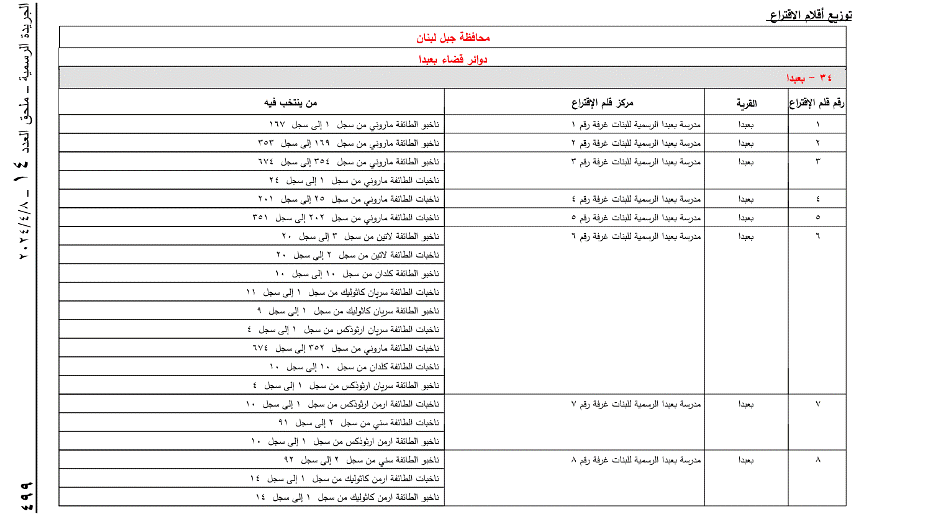 توزيع أقلام الاقتراع
محافظة جبل لبنان
دوائر قضاء بعبدا
٣٤ - بعبدا
رقم قلم الإقتراع القرية مركز قلم الإقتراع من ينتخب فيه
١ بعبدا مدرسة بعبدا الرسمية للبنات غرفة رقم ١ ناخبو الطائفة ماروني من سجل ١ إلى سجل ١٦٧
٢ بعبدا مدرسة بعبدا الرسمية للبنات غرفة رقم ٢ ناخبو الطائفة ماروني من سجل ١٦٩ إلى سجل ٣٥٣
٣ بعبدا مدرسة بعبدا الرسمية للبنات غرفة رقم ٣ ناخبو الطائفة ماروني من سجل ٣٥٤ إلى سجل ٦٧٤
ناخبات الطائفة ماروني من سجل ١ إلى سجل ٢٤
٤ بعبدا مدرسة بعبدا الرسمية للبنات غرفة رقم ٤ ناخبات الطائفة ماروني من سجل ٢٥ إلى سجل ٢٠١
٥ بعبدا مدرسة بعبدا الرسمية للبنات غرفة رقم ٥ ناخبات الطائفة ماروني من سجل ٢٠٢ إلى سجل ٣٥١
٦ بعبدا مدرسة بعبدا الرسمية للبنات غرفة رقم ٦ ناخبو الطائفة لاتين من سجل ٣ إلى سجل ٢٠
ناخبات الطائفة لاتين من سجل ٢ إلى سجل ٢٠
ناخبو الطائفة كلدان من سجل ١٠ إلى سجل ١٠
ناخبات الطائفة سريان كاثوليك من سجل ١ إلى سجل ١١
ناخبو الطائفة سريان كاثوليك من سجل ١ إلى سجل ٩
ناخبات الطائفة سريان ارثوذكس من سجل ١ إلى سجل ٤
ناخبات الطائفة ماروني من سجل ٣٥٢ إلى سجل ٦٧٤
ناخبات الطائفة كلدان من سجل ١٠ إلى سجل ١٠
ناخبو الطائفة سريان ارثوذكس من سجل ١ إلى سجل ٤
٧ بعبدا مدرسة بعبدا الرسمية للبنات غرفة رقم ٧ ناخبات الطائفة ارمن ارثوذكس من سجل ١ إلى سجل ١٠
ناخبات الطائفة سني من سجل ٢ إلى سجل ٩١
ناخبو الطائفة ارمن ارثوذكس من سجل ١ إلى سجل ١٠
٨ بعبدا مدرسة بعبدا الرسمية للبنات غرفة رقم ٨ ناخبو الطائفة سني من سجل ٢ إلى سجل ٩٢
ناخبات الطائفة ارمن كاثوليك من سجل ١ إلى سجل ١٤
ناخبو الطائفة ارمن كاثوليك من سجل ١ إلى سجل ١٤
الجريدة الرسمية – ملحق العدد ١٤ – ٢٠٢٤/٤/٨
٤٩٩